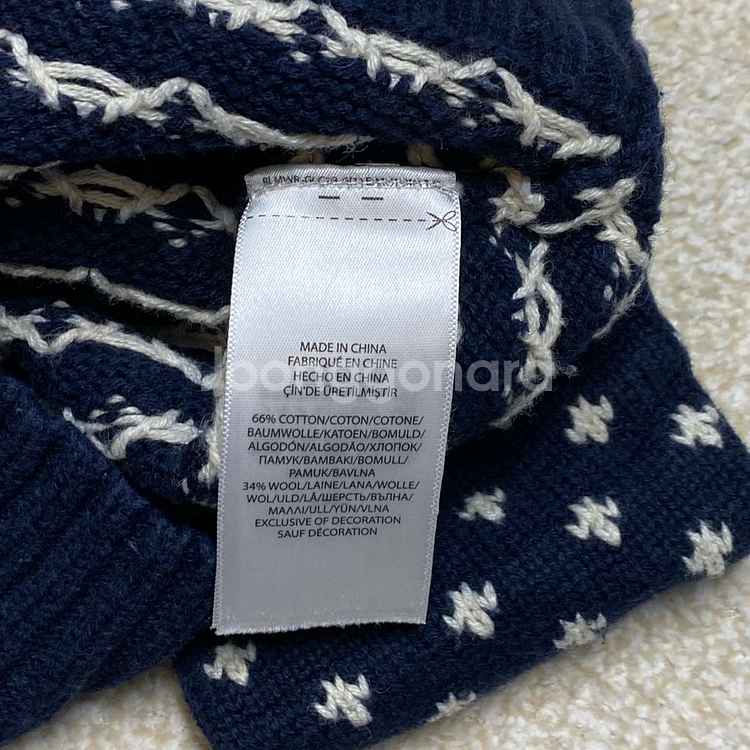 MADE IN CHINA
FABRIQUÉ EN CHINE
HECHO EN CHINA
ÇİN'DE ÜRETİLMİŞTİR
66% COTTON/COTON/COTONE/
BAUMWOLLE/KATOEN/BOMULD/
ALGODÓN/ALGODÃO/ХЛОПОК
ПАМУК/ΒΑΜΒΑΚΙ/BOMULL/
PAMUK/BAVLNA
34% WOOL/LAINE/LANA/WOLLE/
WOL/ULD/LÃ/ШЕРСТЬ/ВЪЛНА/
ΜΑΛΛΙ/ULL/YÜN/VLNA
EXCLUSIVE OF DECORATION
SAUF DÉCORATION